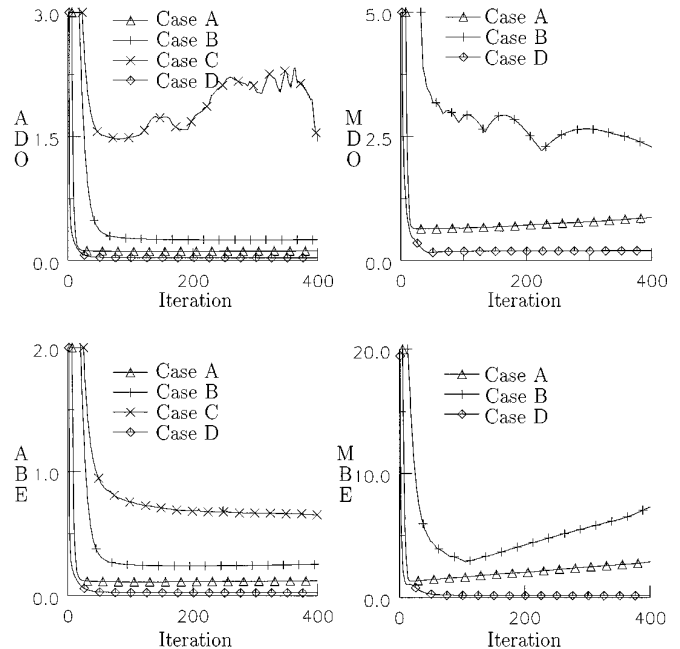 3.0
A
D
O
1.5
0.0
0
200
400
Iteration
Case A
Case B
Case C
Case D
5.0
M
D
O
2.5
0.0
0
200
400
Iteration
Case A
Case B
Case D
2.0
A
B
E
1.0
0.0
0
200
400
Iteration
Case A
Case B
Case C
Case D
20.0
M
B
E
10.0
0.0
0
200
400
Iteration
Case A
Case B
Case D